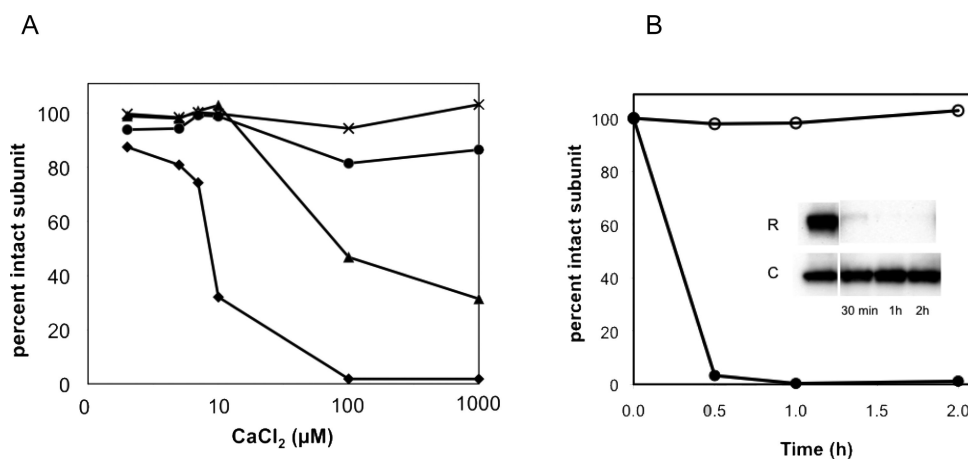 A
B
percent intact subunit
100
80
60
40
20
0
0
10
100
1000
CaCl₂ (µM)
percent intact subunit
100
80
60
40
20
0
0.0
0.5
1.0
1.5
2.0
Time (h)
R
C
30 min 1h 2h